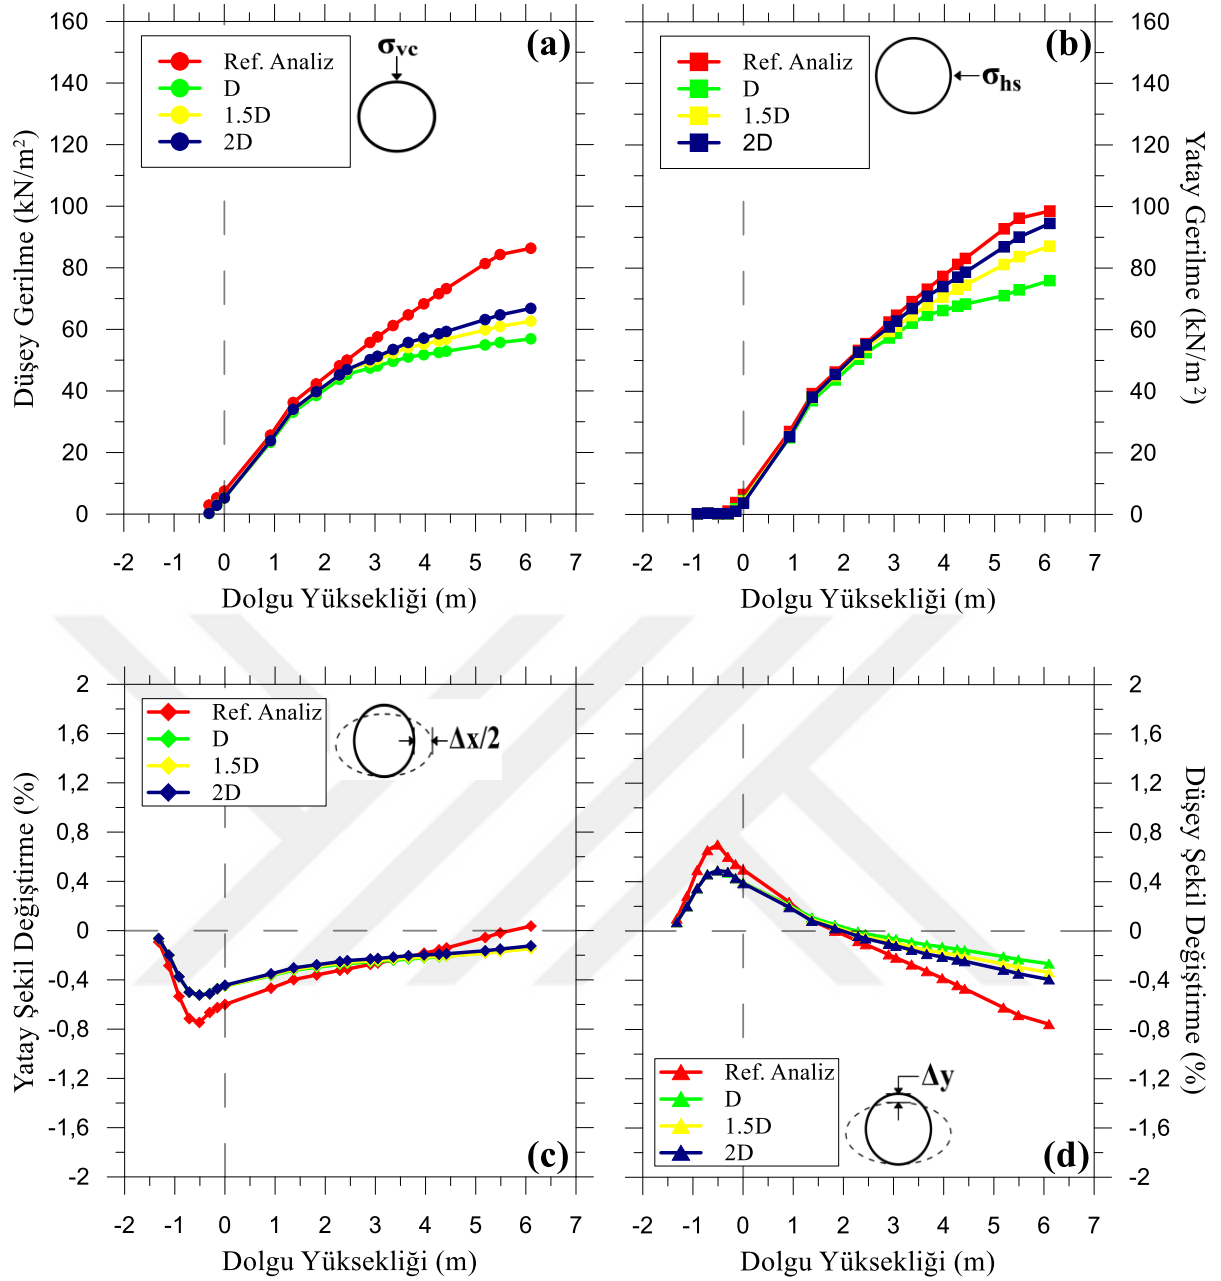 160
140
120
100
80
60
40
20
0
Düşey Gerilme (kN/m²)
Ref. Analiz
D
1.5D
2D
σvc
(a)
-2 -1 0 1 2 3 4 5 6 7
Dolgu Yüksekliği (m)
Ref. Analiz
D
1.5D
2D
σhs
(b)
160
140
120
100
80
60
40
20
0
Yatay Gerilme (kN/m²)
-2 -1 0 1 2 3 4 5 6 7
Dolgu Yüksekliği (m)
2
1,6
1,2
0,8
0,4
0
-0,4
-0,8
-1,2
-1,6
-2
Yatay Şekil Değiştirme (%)
Ref. Analiz
D
1.5D
2D
Δx/2
(c)
-2 -1 0 1 2 3 4 5 6 7
Dolgu Yüksekliği (m)
2
1,6
1,2
0,8
0,4
0
-0,4
-0,8
-1,2
-1,6
-2
Düşey Şekil Değiştirme (%)
Ref. Analiz
D
1.5D
2D
Δy
(d)
-2 -1 0 1 2 3 4 5 6 7
Dolgu Yüksekliği (m)